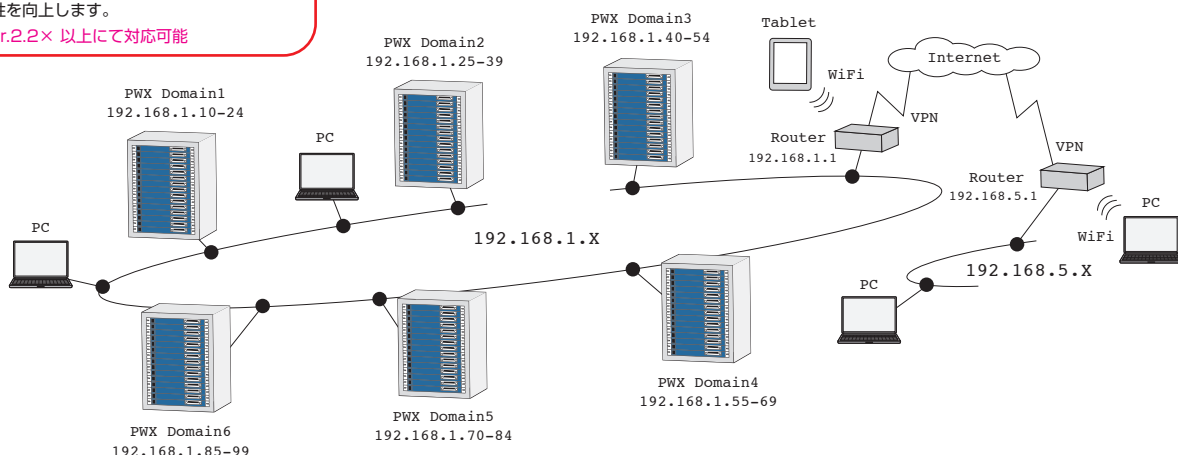 性を向上します。
r.2.2× 以上にて対応可能
PWX Domain1
192.168.1.10-24
PWX Domain2
192.168.1.25-39
PWX Domain3
192.168.1.40-54
Tablet
WiFi
Internet
VPN
Router
192.168.1.1
VPN
Router
192.168.5.1
PC
WiFi
PC
PC
192.168.1.X
192.168.5.X
PC
PWX Domain4
192.168.1.55-69
PWX Domain5
192.168.1.70-84
PWX Domain6
192.168.1.85-99